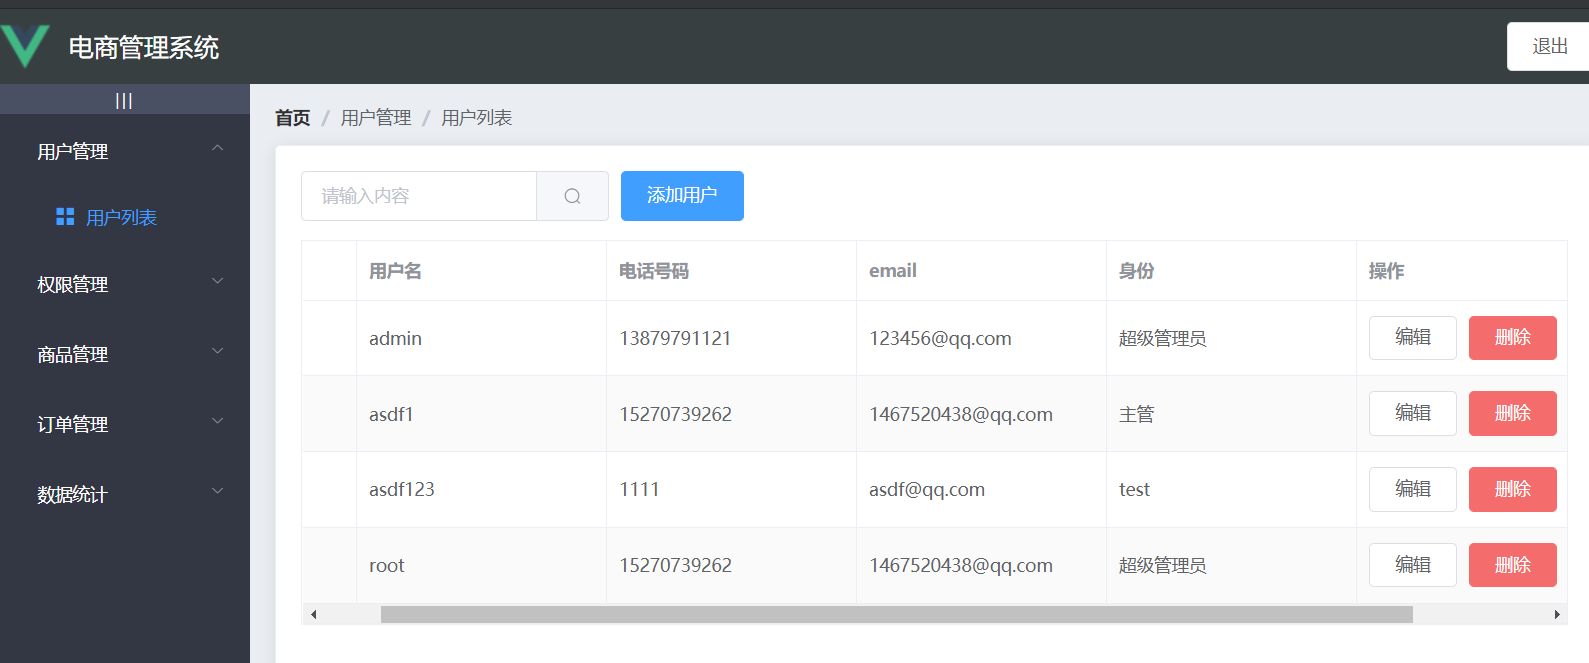 电商管理系统
退出
|||
首页 / 用户管理 / 用户列表
用户管理
用户列表
权限管理
商品管理
订单管理
数据统计
请输入内容
添加用户
用户名 电话号码 email 身份 操作
admin 13879791121 123456@qq.com 超级管理员 编辑 删除
asdf1 15270739262 1467520438@qq.com 主管 编辑 删除
asdf123 1111 asdf@qq.com test 编辑 删除
root 15270739262 1467520438@qq.com 超级管理员 编辑 删除